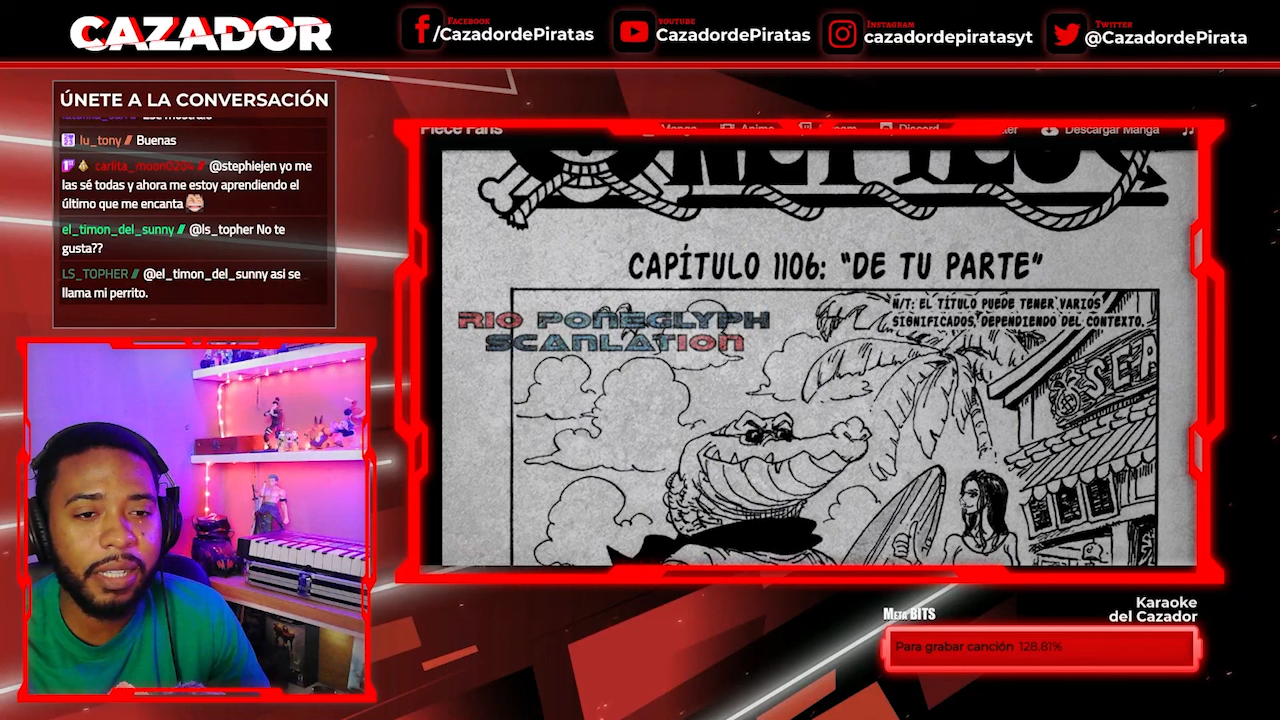 CAZADOR
FACEBOOK
/CazadordePiratas
YOUTUBE
CazadordePiratas
INSTAGRAM
cazadordepiratasyt
TWITTER
@CazadordePirata
ÚNETE A LA CONVERSACIÓN
lu_tony // Buenas
carlita_moon0204 // @stephiejen yo me
las sé todas y ahora me estoy aprendiendo el
último que me encanta
el_timon_del_sunny // @ls_topher No te
gusta??
LS_TOPHER // @el_timon_del_sunny asi se
llama mi perrito.
Piece Fans
Manga
Anime
Discord
Descargar Manga
ONE PIECE
CAPÍTULO 1106: “DE TU PARTE”
N/T: EL TÍTULO PUEDE TENER VARIOS
SIGNIFICADOS, DEPENDIENDO DEL CONTEXTO.
RIO PONEGLYPH
SCANLATION
SEA
META BITS
Karaoke
del Cazador
Para grabar canción 128.81%